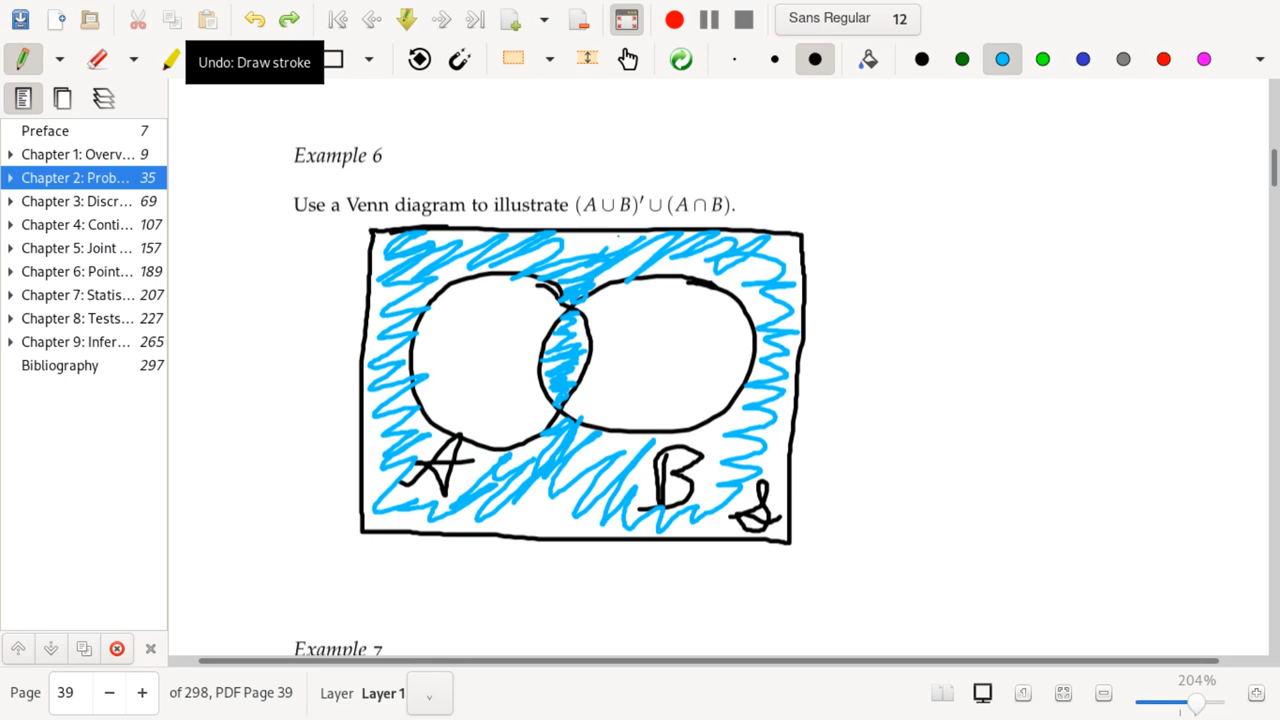 Sans Regular 12
Undo: Draw stroke
Preface 7
Chapter 1: Overv... 9
Chapter 2: Prob... 35
Chapter 3: Discr... 69
Chapter 4: Conti... 107
Chapter 5: Joint ... 157
Chapter 6: Point... 189
Chapter 7: Statis... 207
Chapter 8: Tests... 227
Chapter 9: Infer... 265
Bibliography 297
Example 6
Use a Venn diagram to illustrate (A ∪ B)′ ∪ (A ∩ B).
A
B
S
Example 7
Page 39 of 298, PDF Page 39 Layer Layer 1 204%